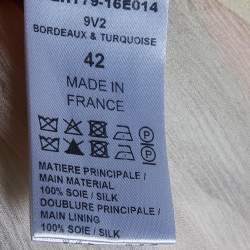 9V2
BORDEAUX & TURQUOISE
42
MADE IN
FRANCE
P P
MATIERE PRINCIPALE /
MAIN MATERIAL
100% SOIE / SILK
DOUBLURE PRINCIPALE /
MAIN LINING
100% SOIE / SILK